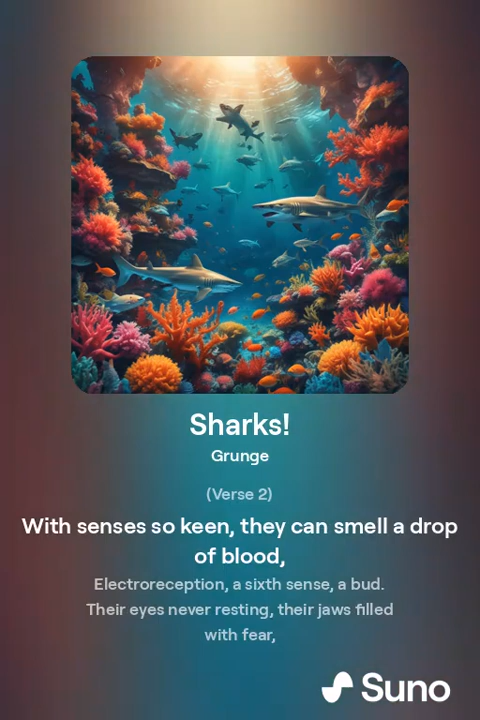 Sharks!
Grunge
(Verse 2)
With senses so keen, they can smell a drop
of blood,
Electroreception, a sixth sense, a bud.
Their eyes never resting, their jaws filled
with fear,
Suno